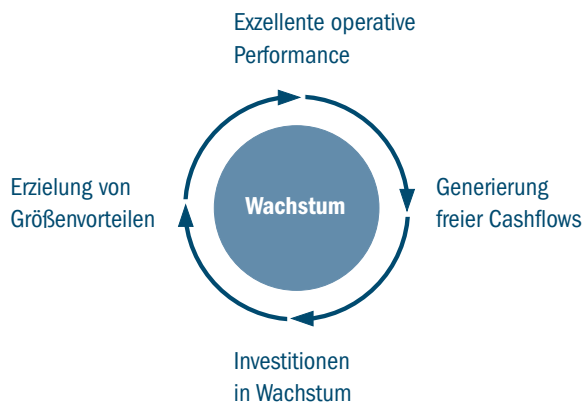 Exzellente operative
Performance
Erzielung von
Größenvorteilen
Wachstum
Generierung
freier Cashflows
Investitionen
in Wachstum